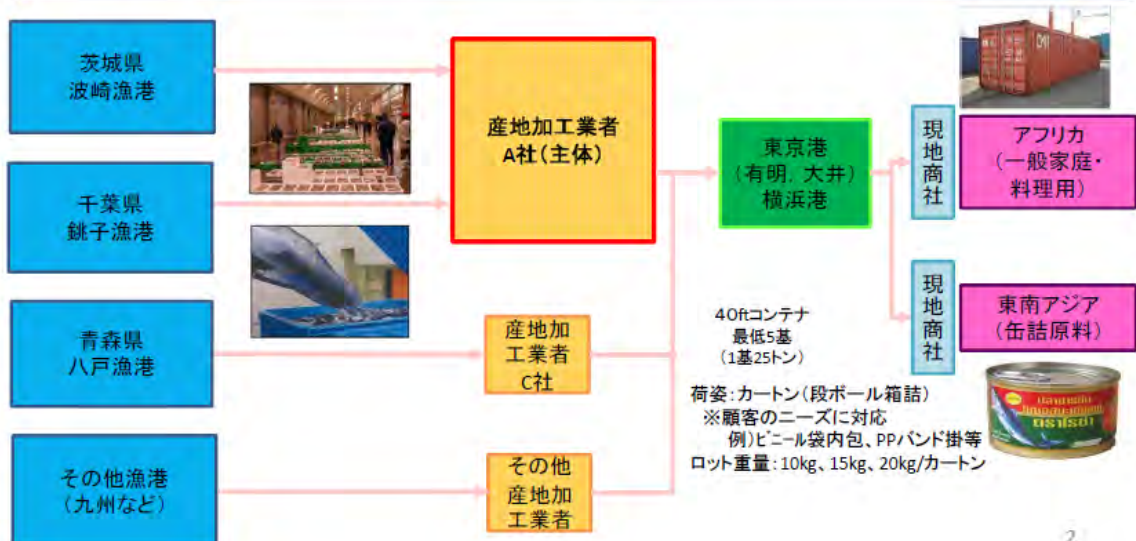 茨城県
波崎漁港
千葉県
銚子漁港
青森県
八戸漁港
その他漁港
（九州など）
産地加工業者
A社（主体）
産地加
工業者
C社
その他
産地加
工業者
東京港
（有明，大井）
横浜港
現地商社
アフリカ
（一般家庭・
料理用）
現地商社
東南アジア
（缶詰原料）
40ftコンテナ
最低5基
（1基25トン）
荷姿：カートン（段ボール箱詰）
※顧客のニーズに対応
例）ビニール袋内包、PPバンド掛等
ロット重量：10kg、15kg、20kg/カートン
2